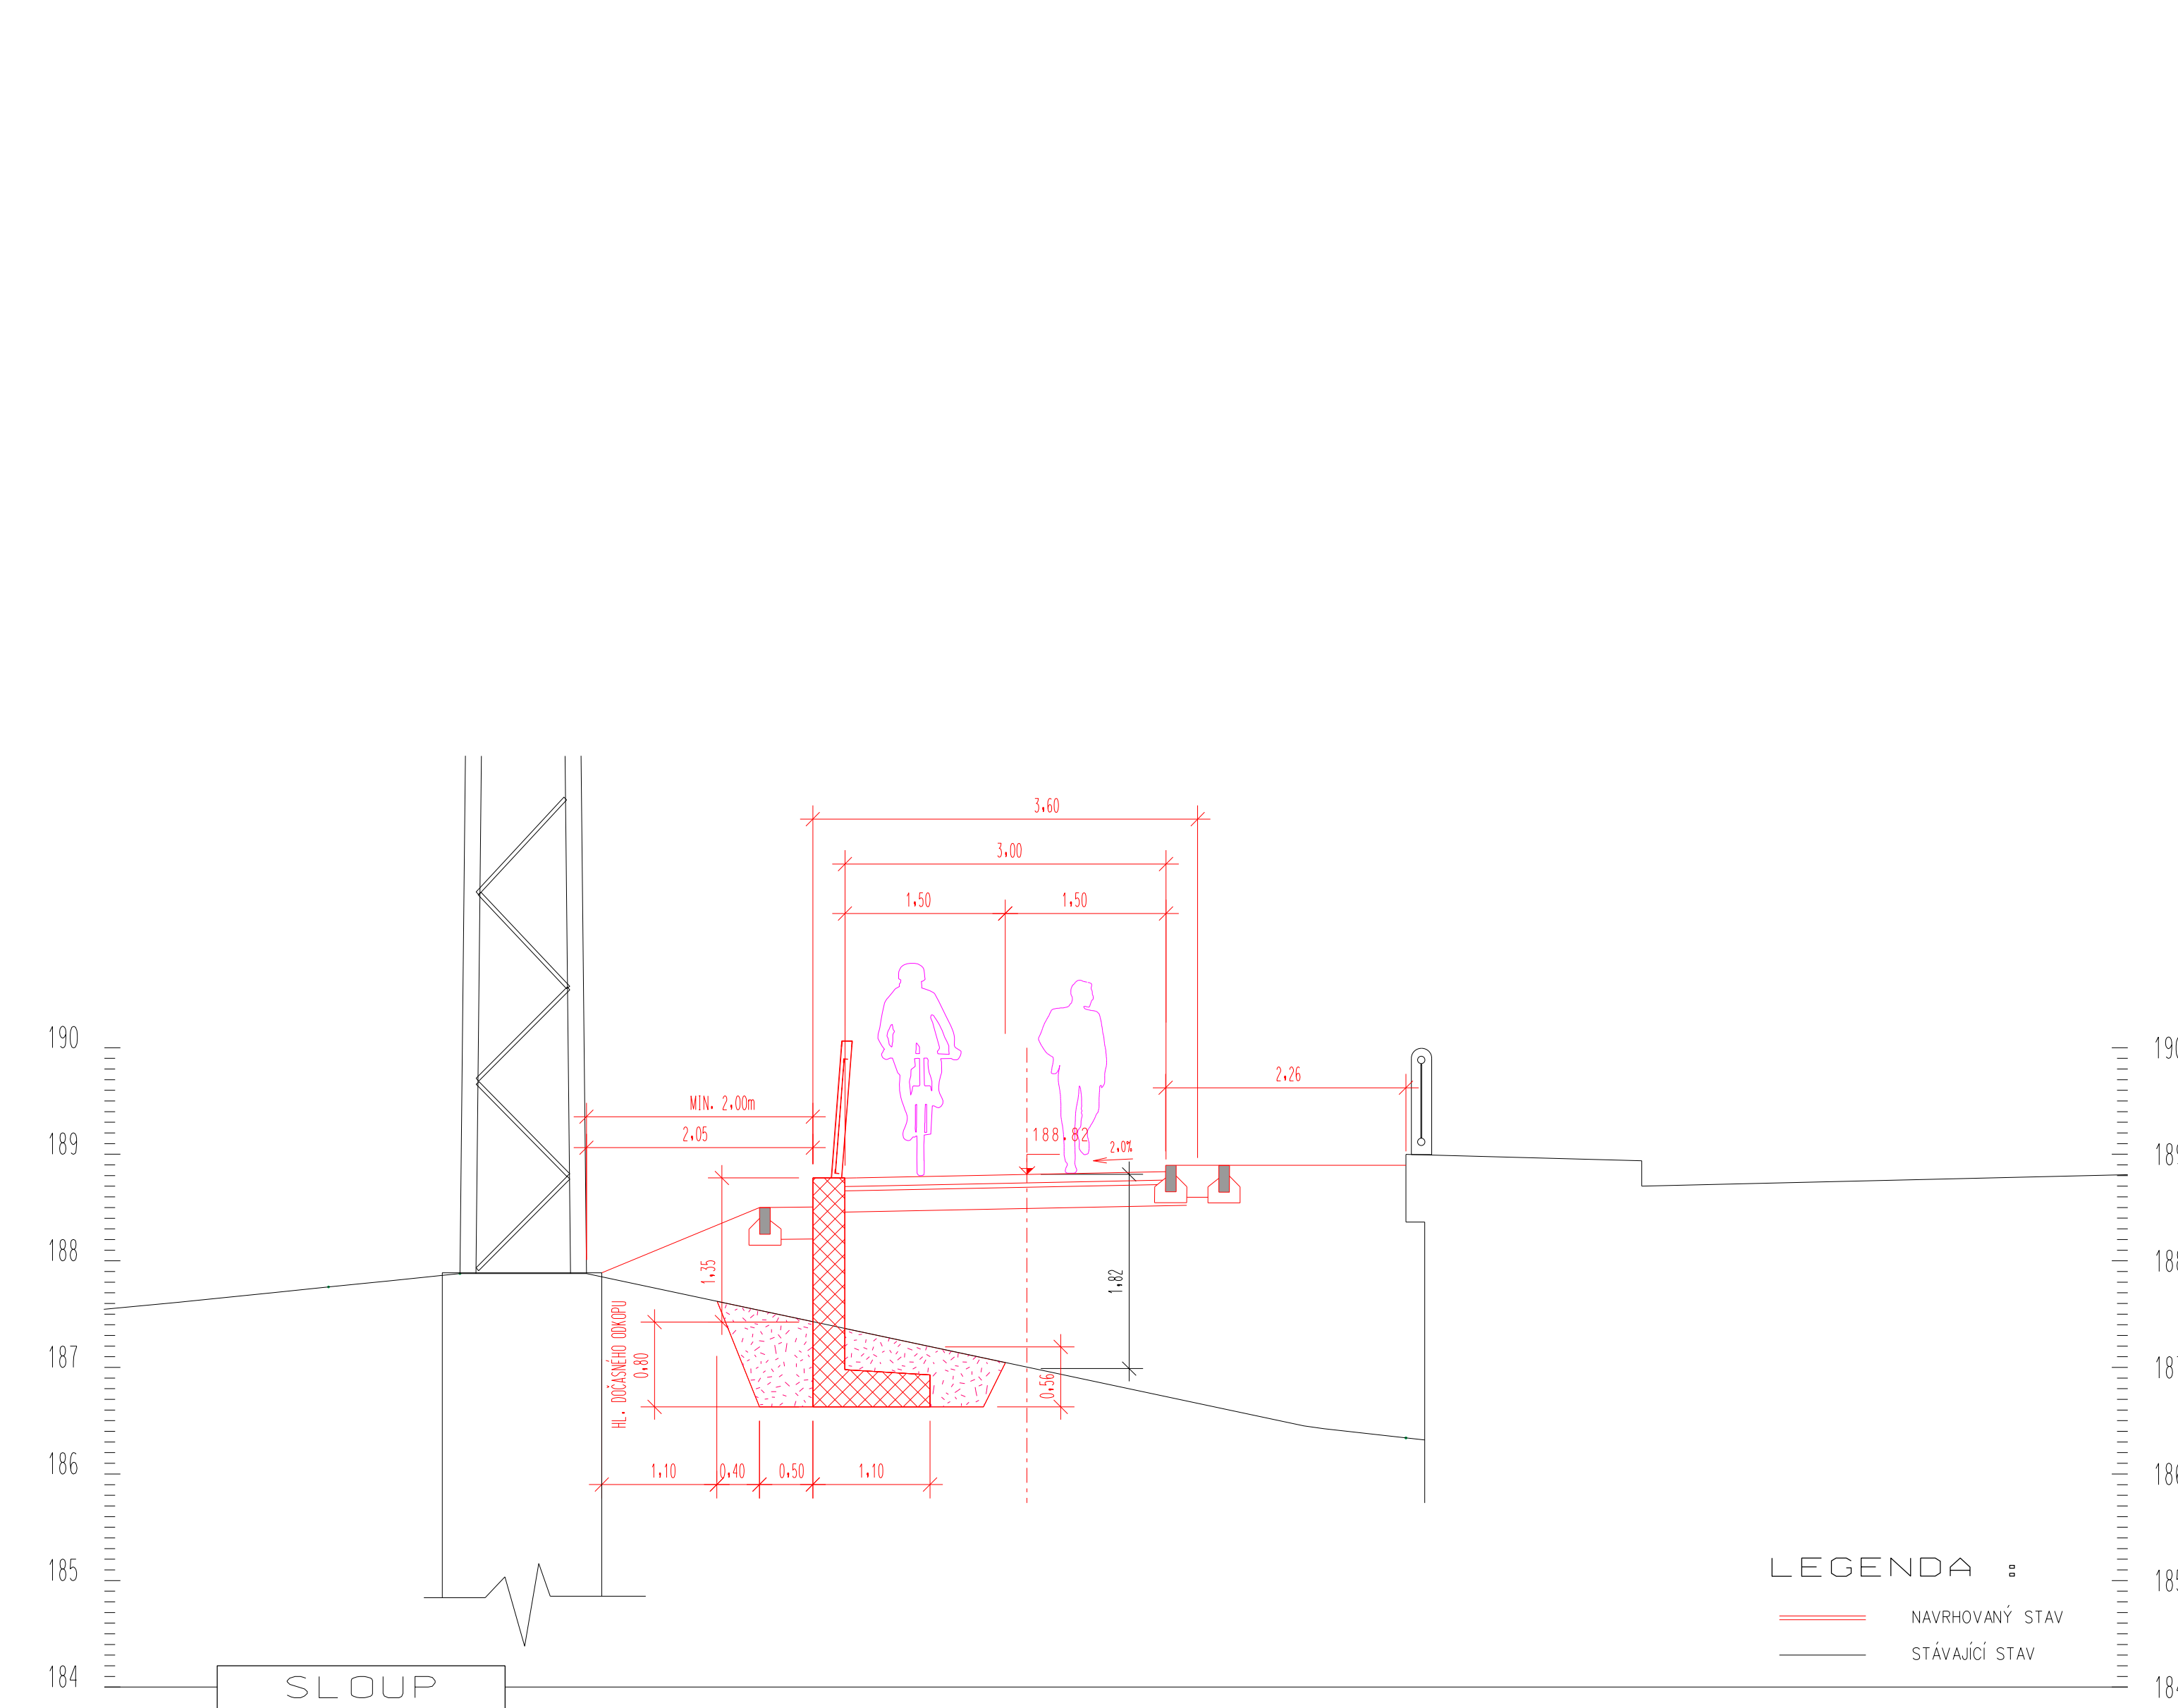 3,60
3,00
1,50 1,50
190
2,26
MIN. 2,00m
2,05
188.82
2.0%
189
188
1,35
1,82
HL. DOČASNÉHO ODKOPU
0,80
0,56
187
1,10 0,40 0,50 1,10
186 186
185
LEGENDA :
NAVRHOVANÝ STAV
STÁVAJÍCÍ STAV
184
SLOUP